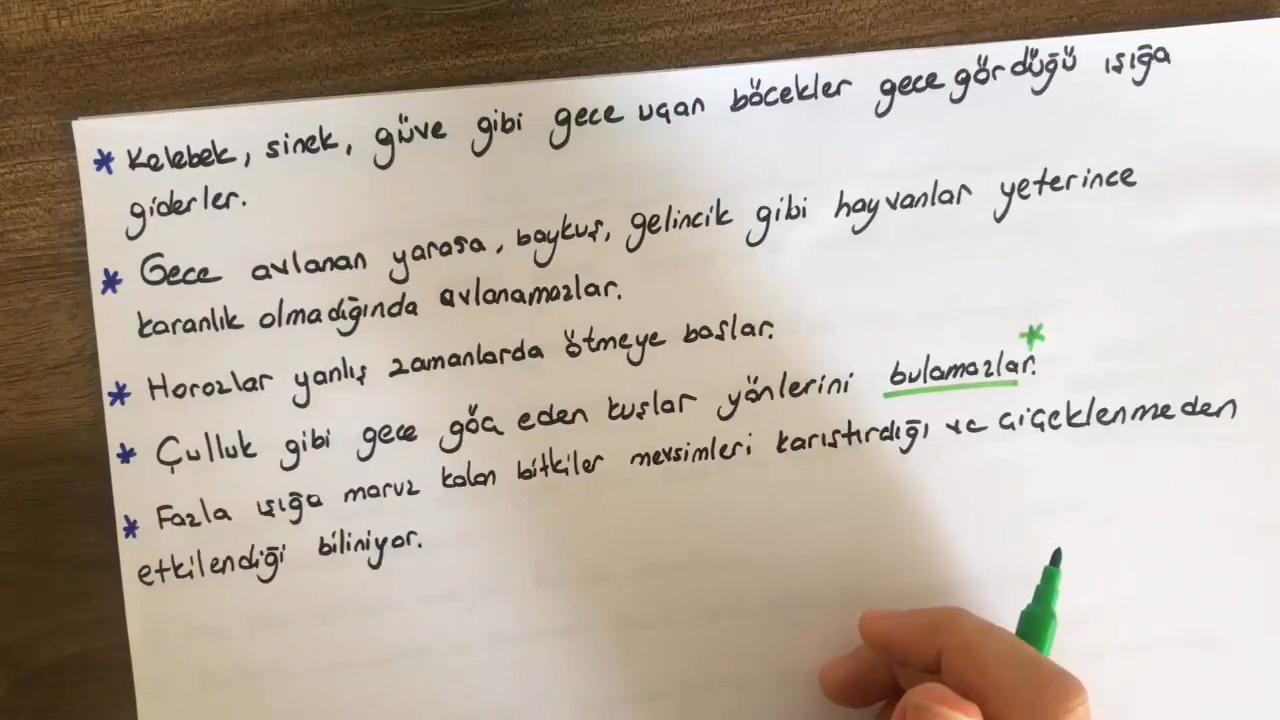 * Kelebek, sinek, güve gibi gece uçan böcekler gece gördüğü ışığa
giderler.
* Gece avlanan yarasa, baykuş, gelincik gibi hayvanlar yeterince
karanlık olmadığında avlanamazlar.
* Horozlar yanlış zamanlarda ötmeye başlar.
* Çulluk gibi gece göç eden kuşlar yönlerini bulamazlar.*
* Fazla ışığa maruz kalan bitkiler mevsimleri karıştırdığı ve çiçeklenmeden
etkilendiği biliniyor.